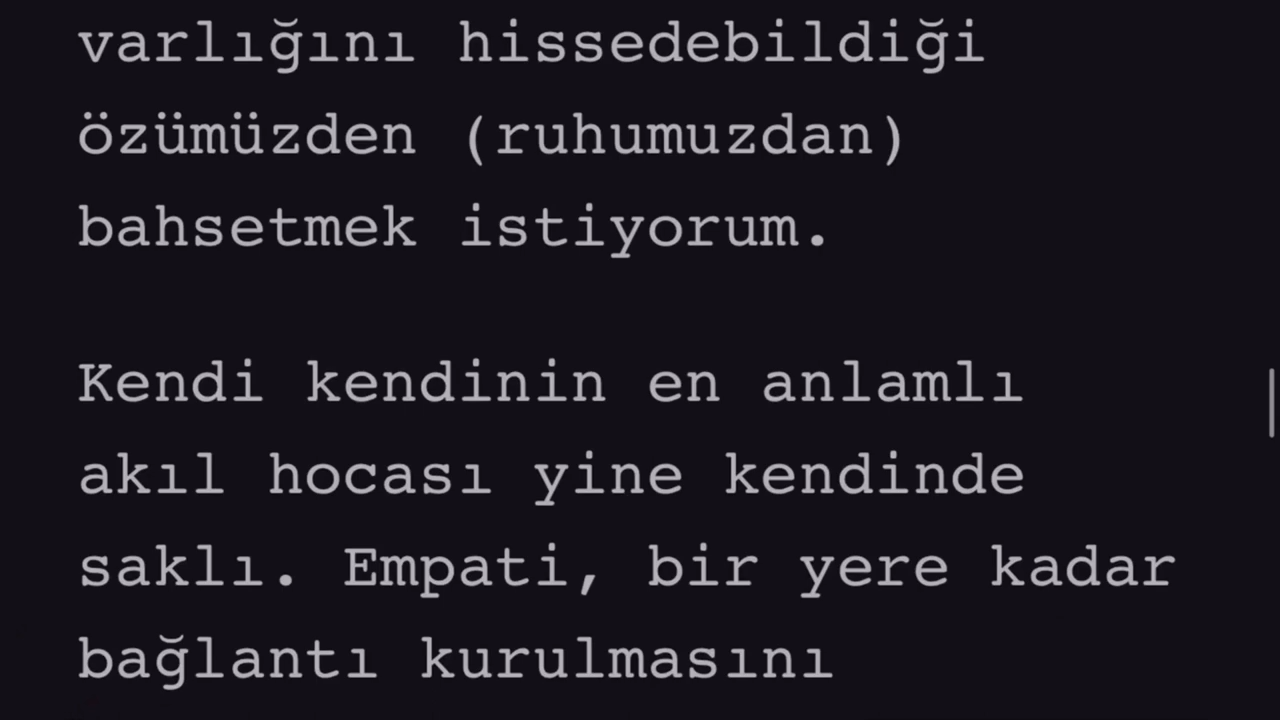 varlığını hissedebildiği
özümüzden (ruhumuzdan)
bahsetmek istiyorum.
Kendi kendinin en anlamlı
akıl hocası yine kendinde
saklı. Empati, bir yere kadar
bağlantı kurulmasını